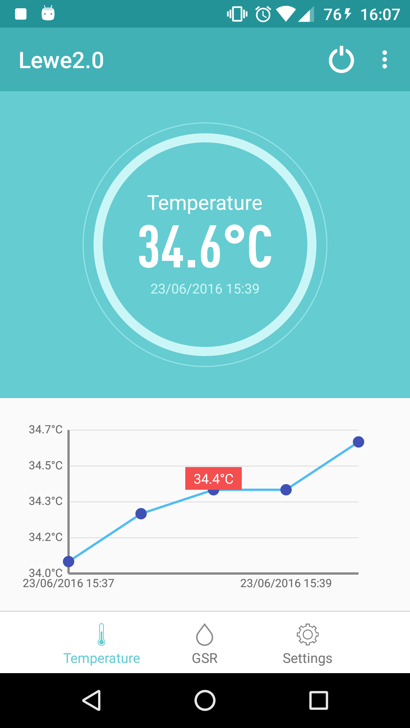 76 16:07
Lewe2.0
Temperature
34.6°C
23/06/2016 15:39
34.7°C
34.5°C
34.4°C
34.3°C
34.2°C
34.0°C
23/06/2016 15:37 23/06/2016 15:39
Temperature GSR Settings